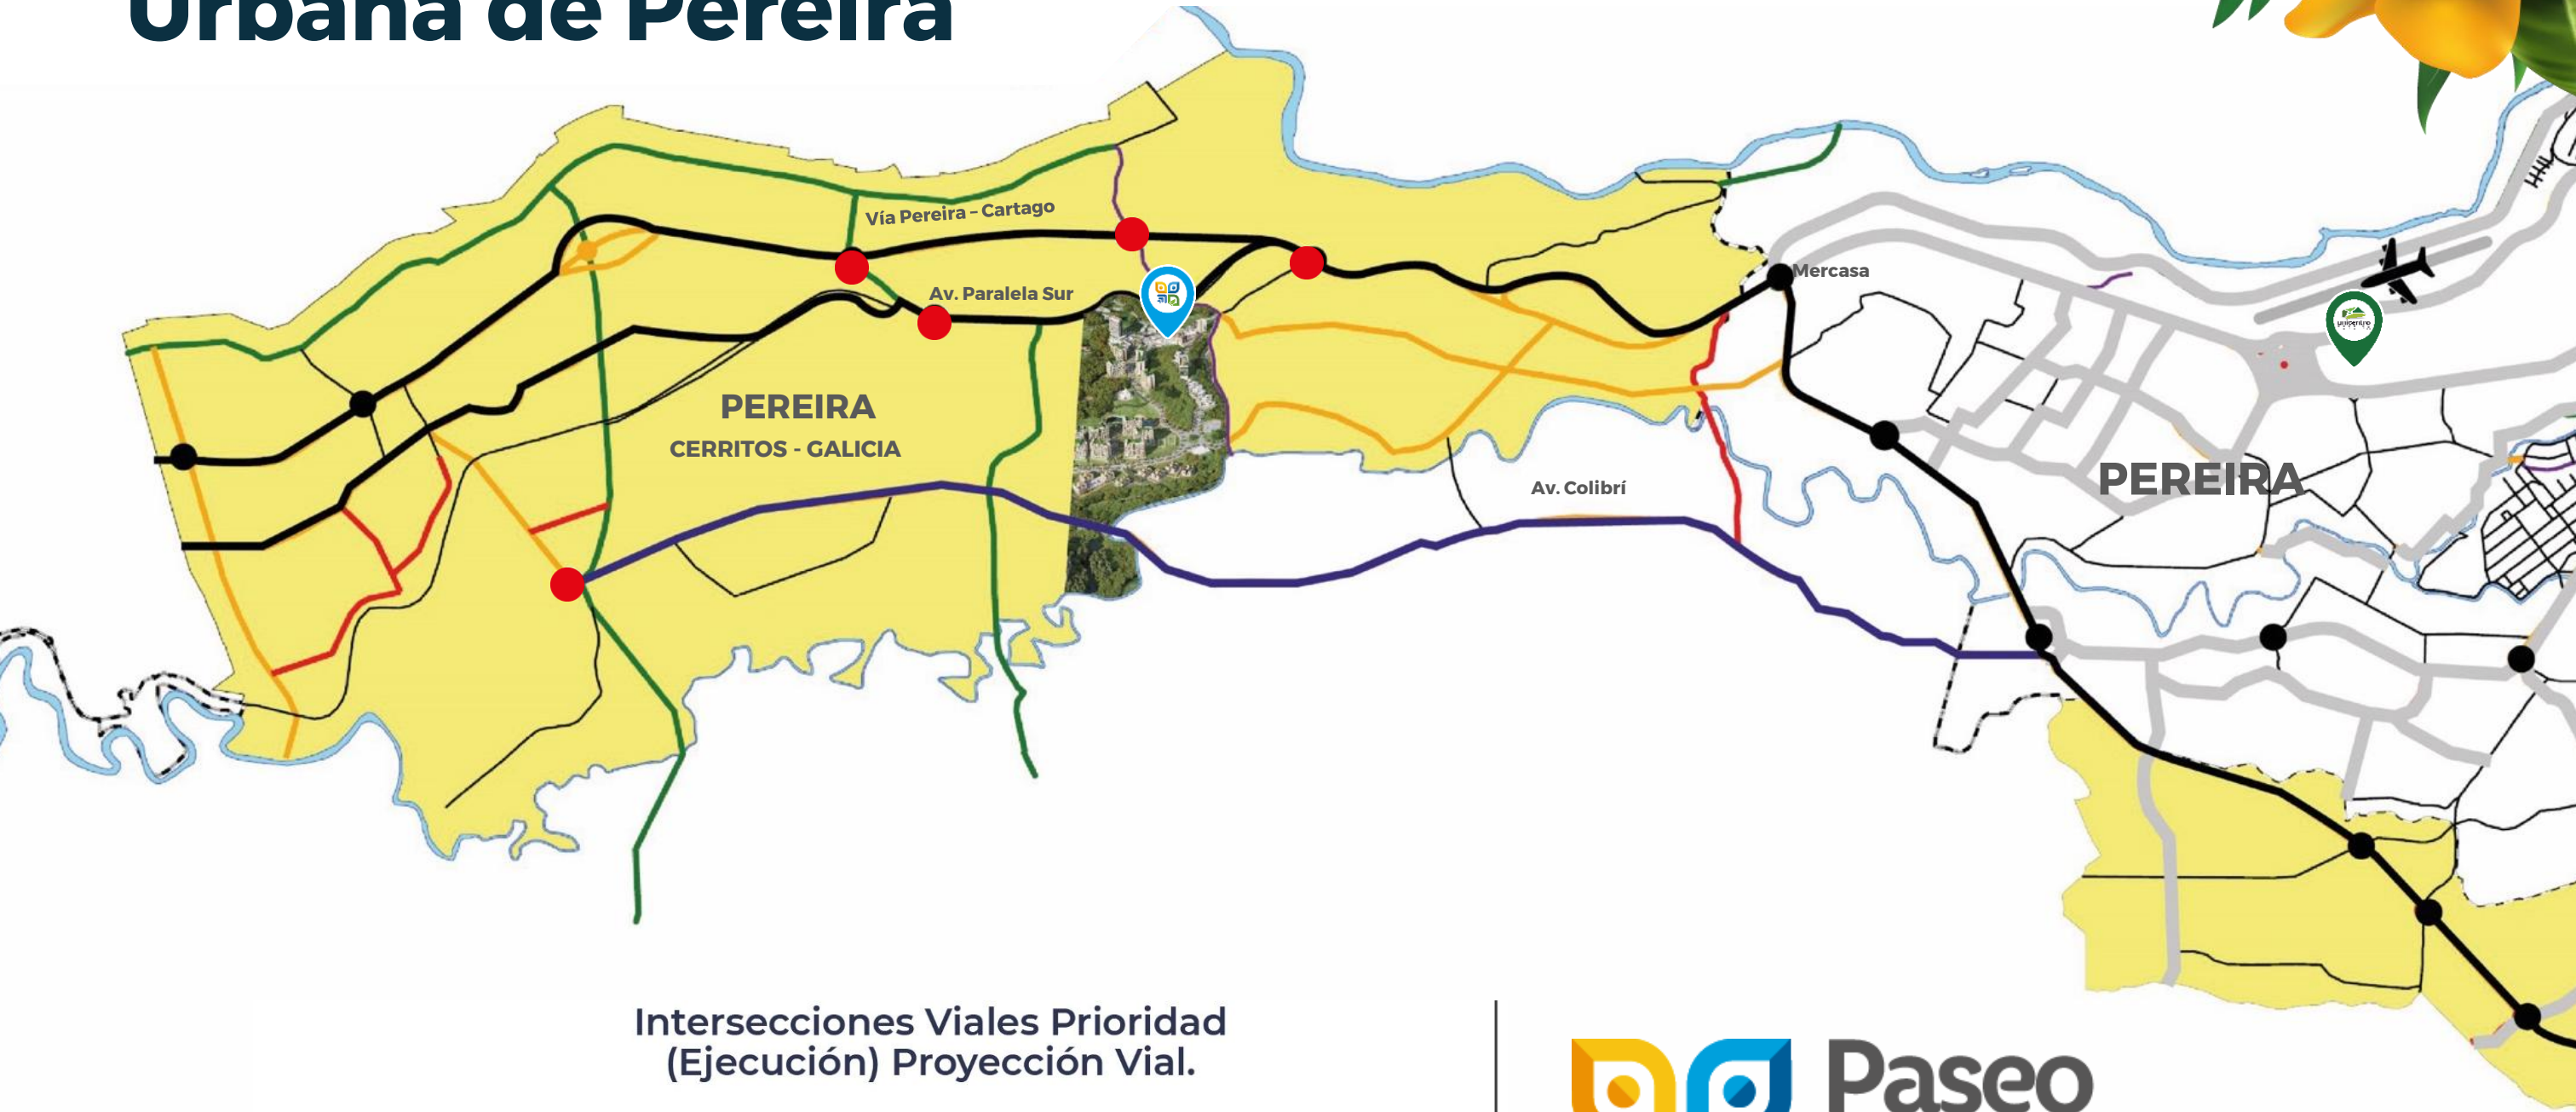 Urbana de Pereira
Vía Pereira – Cartago
Av. Paralela Sur
Mercasa
unicentro
PEREIRA
CERRITOS - GALICIA
PEREIRA
Av. Colibrí
Intersecciones Viales Prioridad
(Ejecución) Proyección Vial.
Paseo